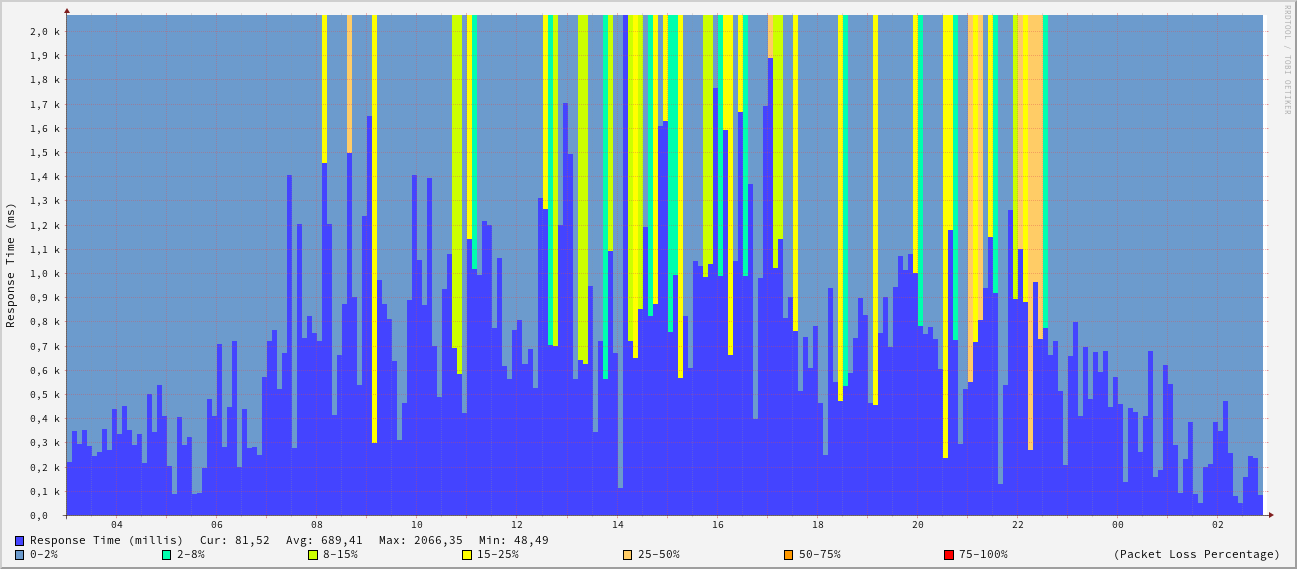 RRDTOOL / TOBI OETIKER
Response Time (ms)
2,0 k
1,9 k
1,8 k
1,7 k
1,6 k
1,5 k
1,4 k
1,3 k
1,2 k
1,1 k
1,0 k
0,9 k
0,8 k
0,7 k
0,6 k
0,5 k
0,4 k
0,3 k
0,2 k
0,1 k
0,0
04 06 08 10 12 14 16 18 20 22 00 02
Response Time (millis) Cur: 81,52 Avg: 689,41 Max: 2066,35 Min: 48,49
0-2% 2-8% 8-15% 15-25% 25-50% 50-75% 75-100% (Packet Loss Percentage)